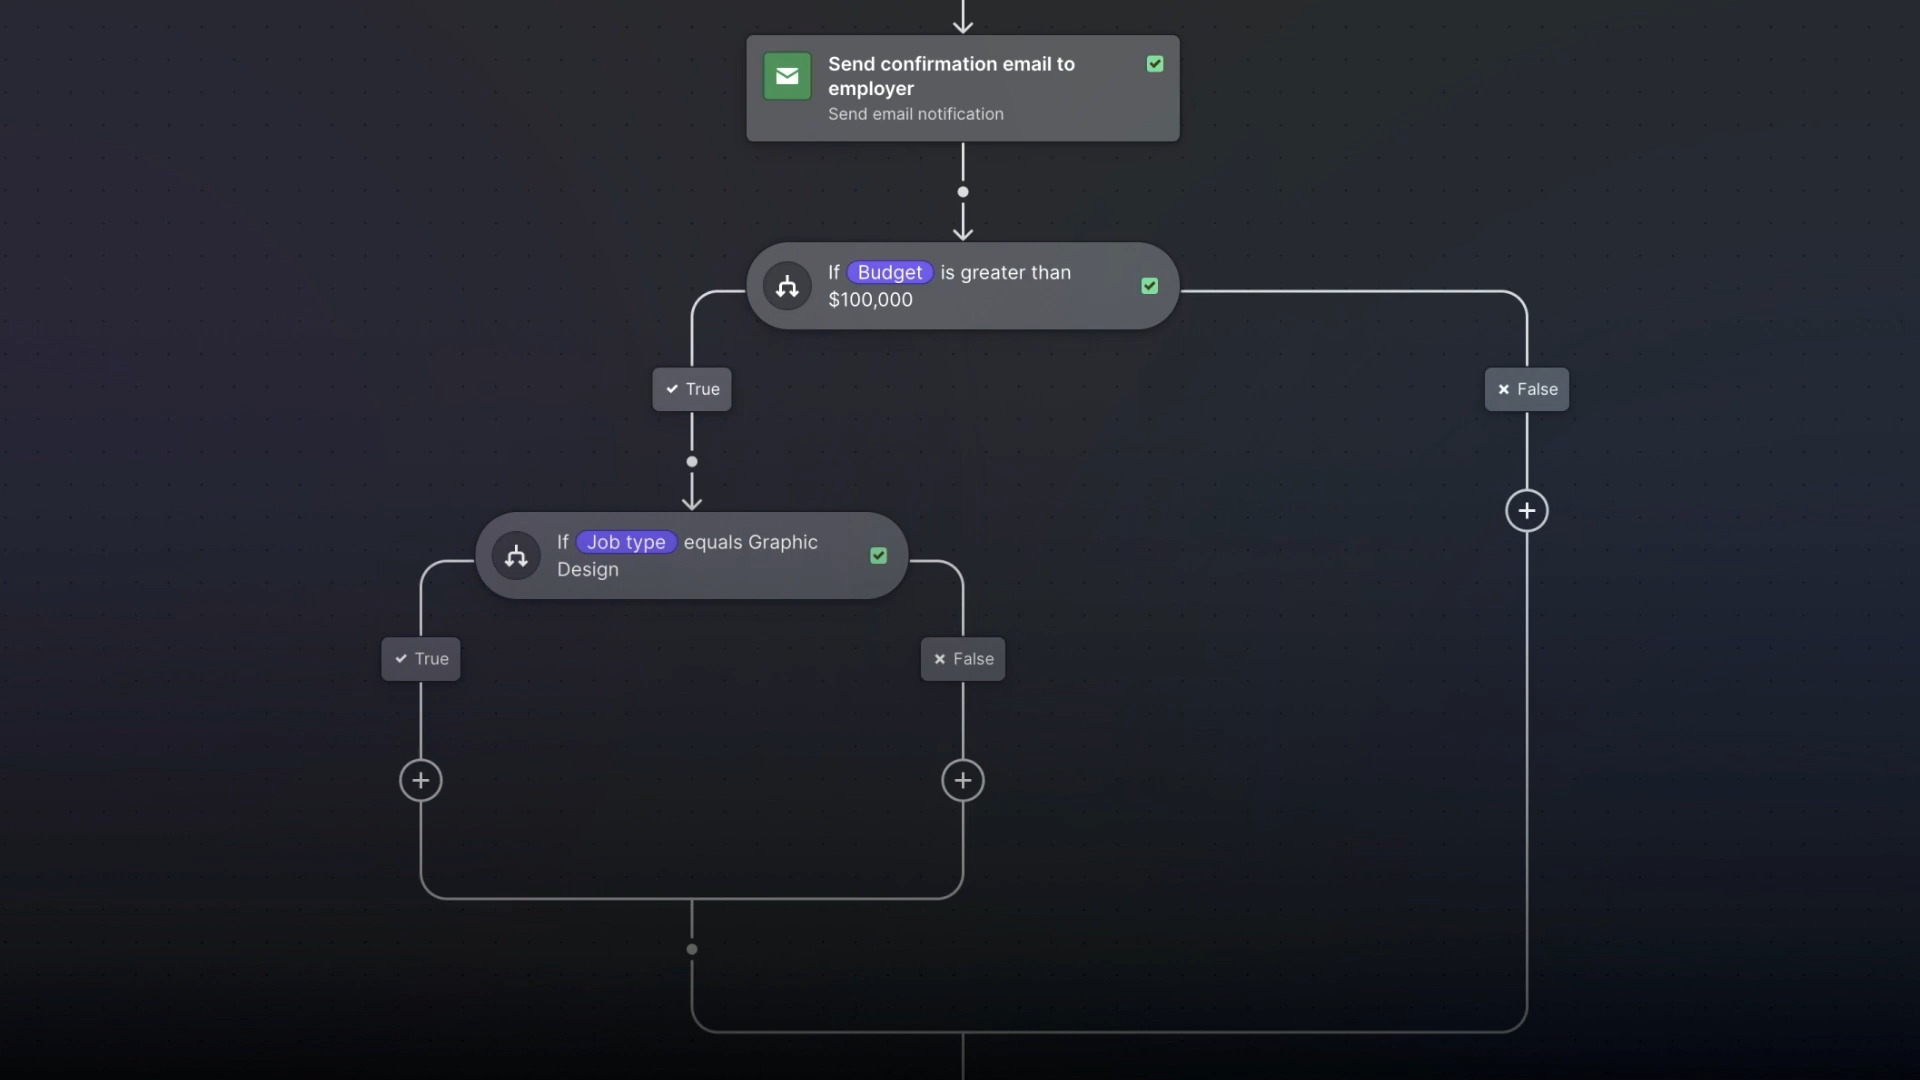 Send confirmation email to
employer
Send email notification
If Budget is greater than
$100,000
True
False
If Job type equals Graphic
Design
True
False